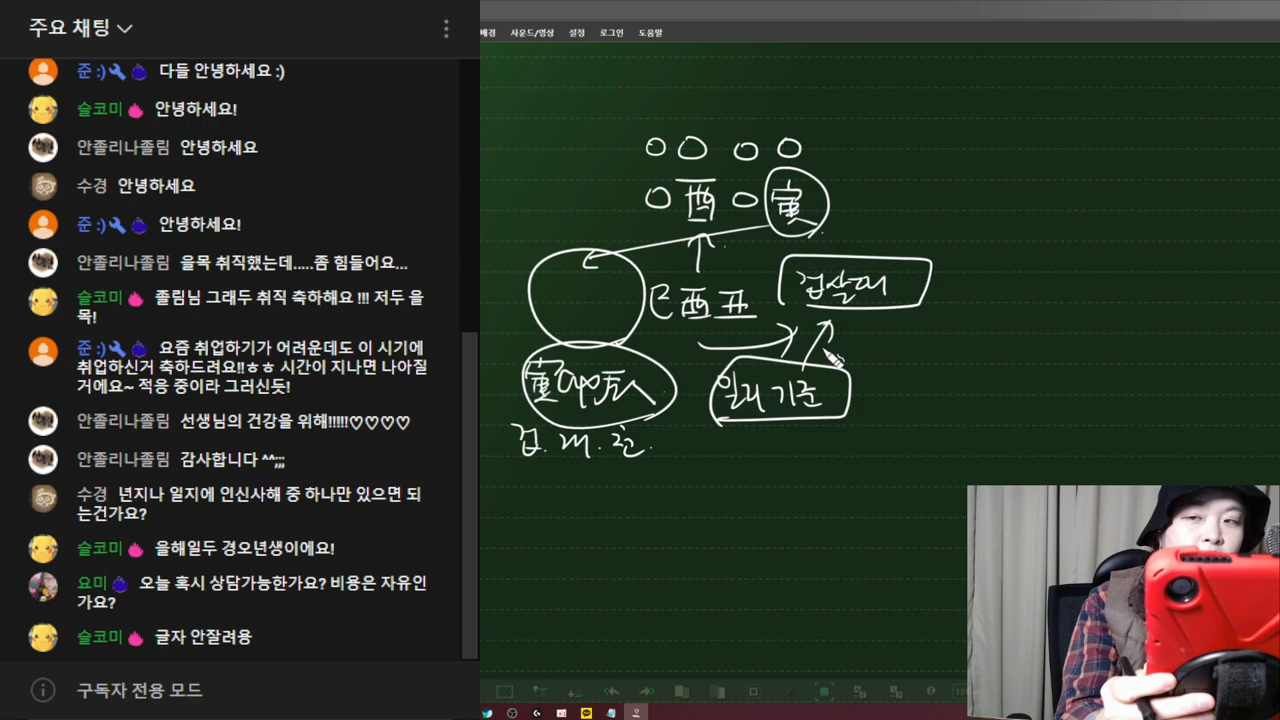 주요 채팅
준 :) 다들 안녕하세요 :)
슬코미 안녕하세요!
안졸리나졸림 안녕하세요
수경 안녕하세요
준 :) 안녕하세요!
안졸리나졸림 을목 취직했는데.....좀 힘들어요...
슬코미 졸림님 그래두 취직 축하해요 !!! 저두 을
목!
준 :) 요즘 취업하기가 어려운데도 이 시기에
취업하신거 축하드려요!!ㅎㅎ 시간이 지나면 나아질
거에요~ 적응 중이라 그러신듯!
안졸리나졸림 선생님의 건강을 위해!!!!!♡♡♡♡
안졸리나졸림 감사합니다 ^^;;;
수경 년지나 일지에 인신사해 중 하나만 있으면 되
는건가요?
슬코미 을해일두 경오년생이에요!
요미 오늘 혹시 상담가능한가요? 비용은 자유인
가요?
슬코미 글자 안잘려용
구독자 전용 모드
배경 사운드/영상 설정 로그인 도움말
酉 寅
巳酉丑
겁살대
일지 기준
겁. 재. 천.